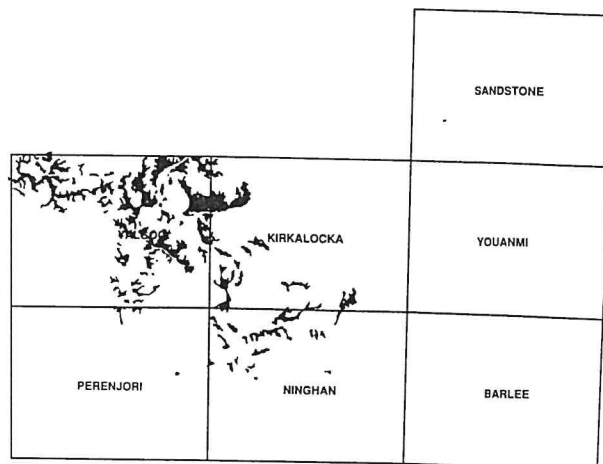 SANDSTONE
KIRKALOCKA
YOUANMI
PERENJORI
NINGHAN
BARLEE